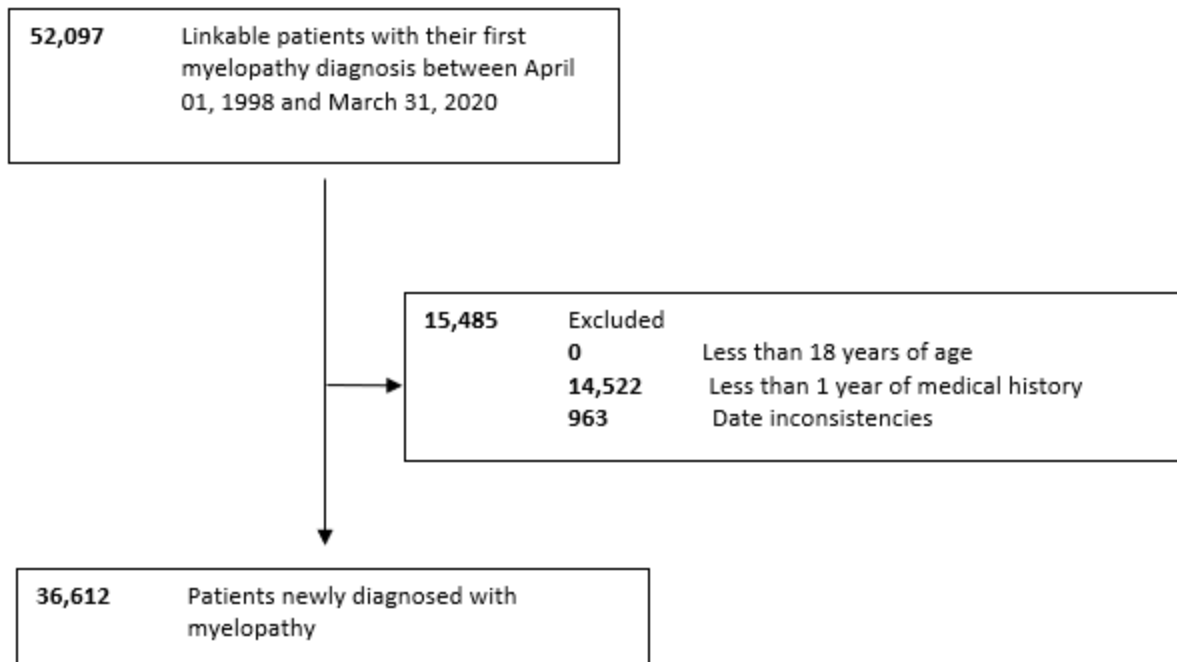 52,097 Linkable patients with their first
myelopathy diagnosis between April
01, 1998 and March 31, 2020
15,485 Excluded
0 Less than 18 years of age
14,522 Less than 1 year of medical history
963 Date inconsistencies
36,612 Patients newly diagnosed with
myelopathy